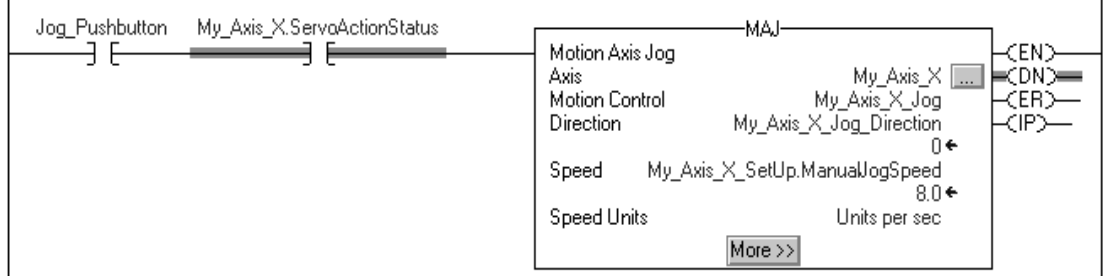 Jog_Pushbutton My_Axis_X.ServoActionStatus
MAJ
Motion Axis Jog
Axis My_Axis_X ...
Motion Control My_Axis_X_Jog
Direction My_Axis_X_Jog_Direction
0
Speed My_Axis_X_SetUp.ManualJogSpeed
8.0
Speed Units Units per sec
More >>
EN
DN
ER
IP